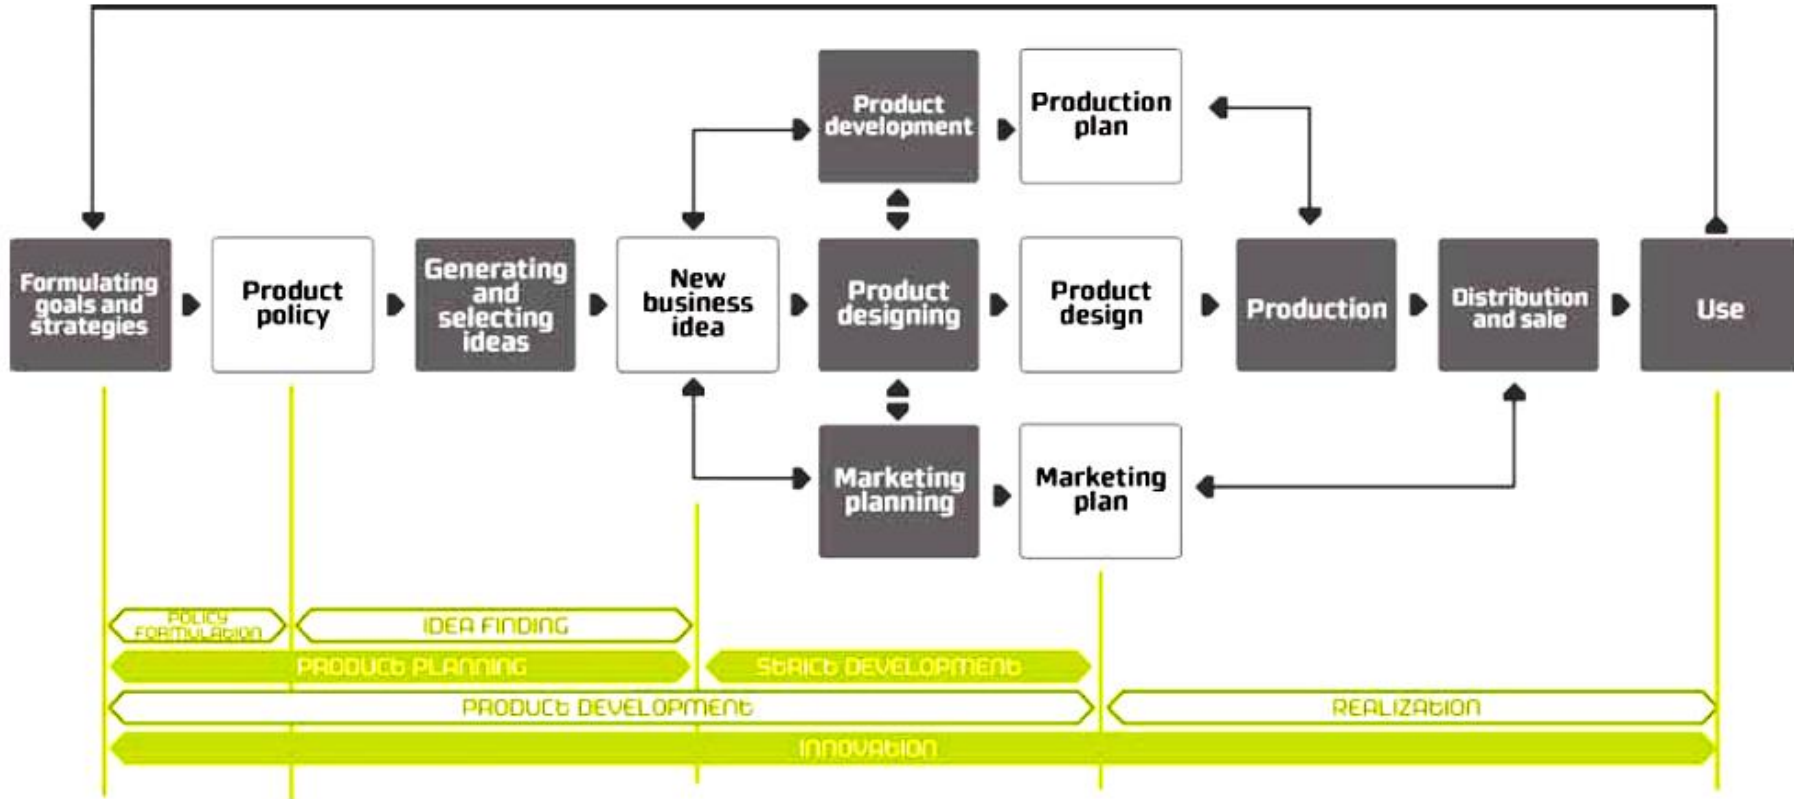 Product
development
Production
plan
Formulating
goals and
strategies
Product
policy
Generating
and
selecting
ideas
New
business
idea
Product
designing
Product
design
Production
Distribution
and sale
Use
Marketing
planning
Marketing
plan
POLICY
FORMULATION
IDEA FINDING
PRODUCT PLANNING
STRICT DEVELOPMENT
PRODUCT DEVELOPMENT
REALIZATION
INNOVATION